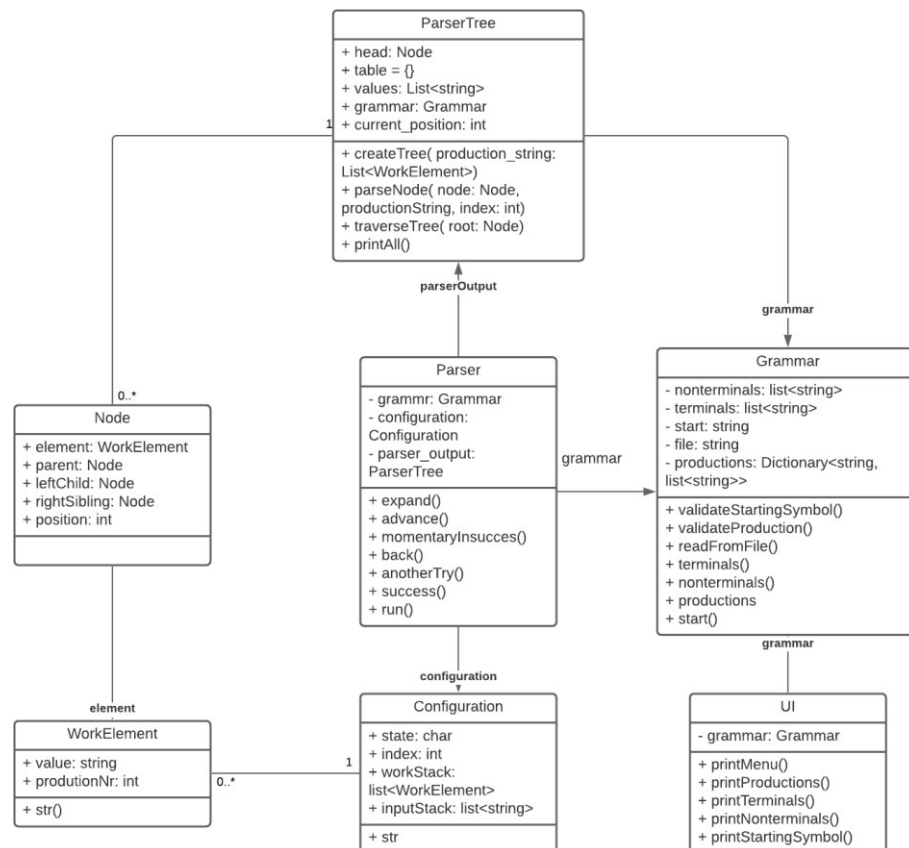 ParserTree
+ head: Node
+ table = {}
+ values: List<string>
+ grammar: Grammar
+ current_position: int
+ createTree( production_string:
List<WorkElement>)
+ parseNode( node: Node,
productionString, index: int)
+ traverseTree( root: Node)
+ printAll()
1
parserOutput
grammar
0..*
Node
+ element: WorkElement
+ parent: Node
+ leftChild: Node
+ rightSibling: Node
+ position: int
Parser
- grammr: Grammar
- configuration:
Configuration
- parser_output:
ParserTree
+ expand()
+ advance()
+ momentaryInsucces()
+ back()
+ anotherTry()
+ success()
+ run()
grammar
Grammar
- nonterminals: list<string>
- terminals: list<string>
- start: string
- file: string
- productions: Dictionary<string,
list<string>>
+ validateStartingSymbol()
+ validateProduction()
+ readFromFile()
+ terminals()
+ nonterminals()
+ productions
+ start()
element
configuration
grammar
WorkElement
+ value: string
+ produtionNr: int
+ str()
0..*
1
Configuration
+ state: char
+ index: int
+ workStack:
list<WorkElement>
+ inputStack: list<string>
+ str
UI
- grammar: Grammar
+ printMenu()
+ printProductions()
+ printTerminals()
+ printNonterminals()
+ printStartingSymbol()